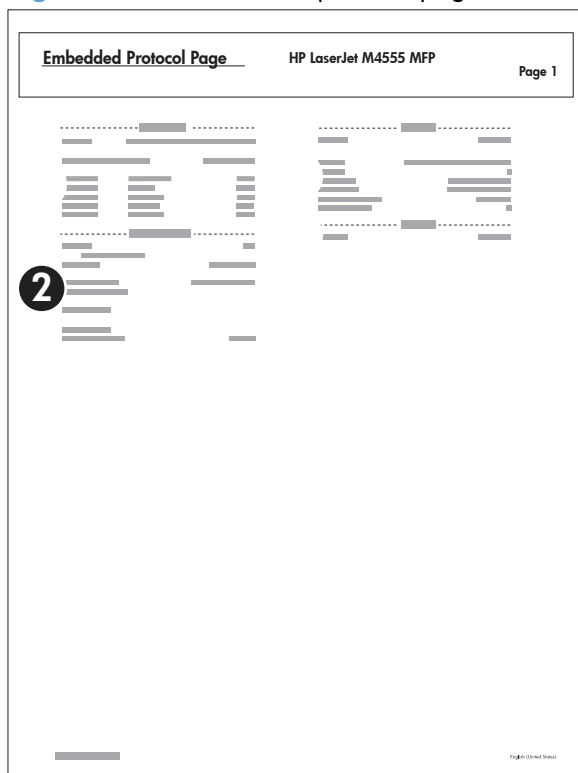 Embedded Protocol Page
HP LaserJet M4555 MFP
Page 1
2
English (United States)